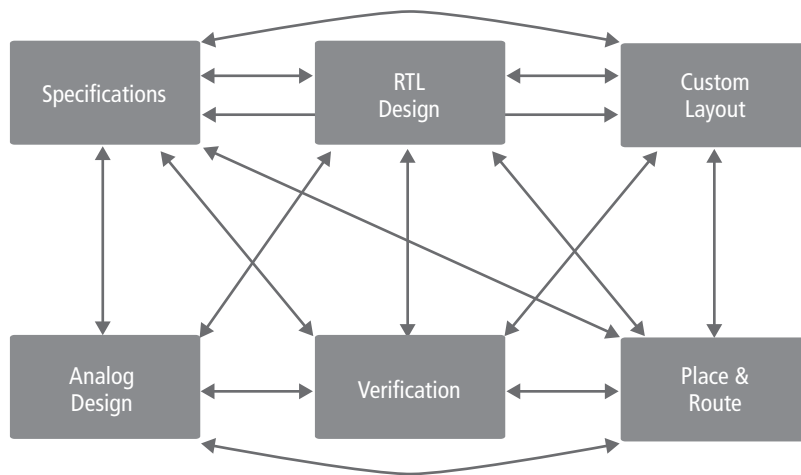 Specifications
RTL
Design
Custom
Layout
Analog
Design
Verification
Place &
Route